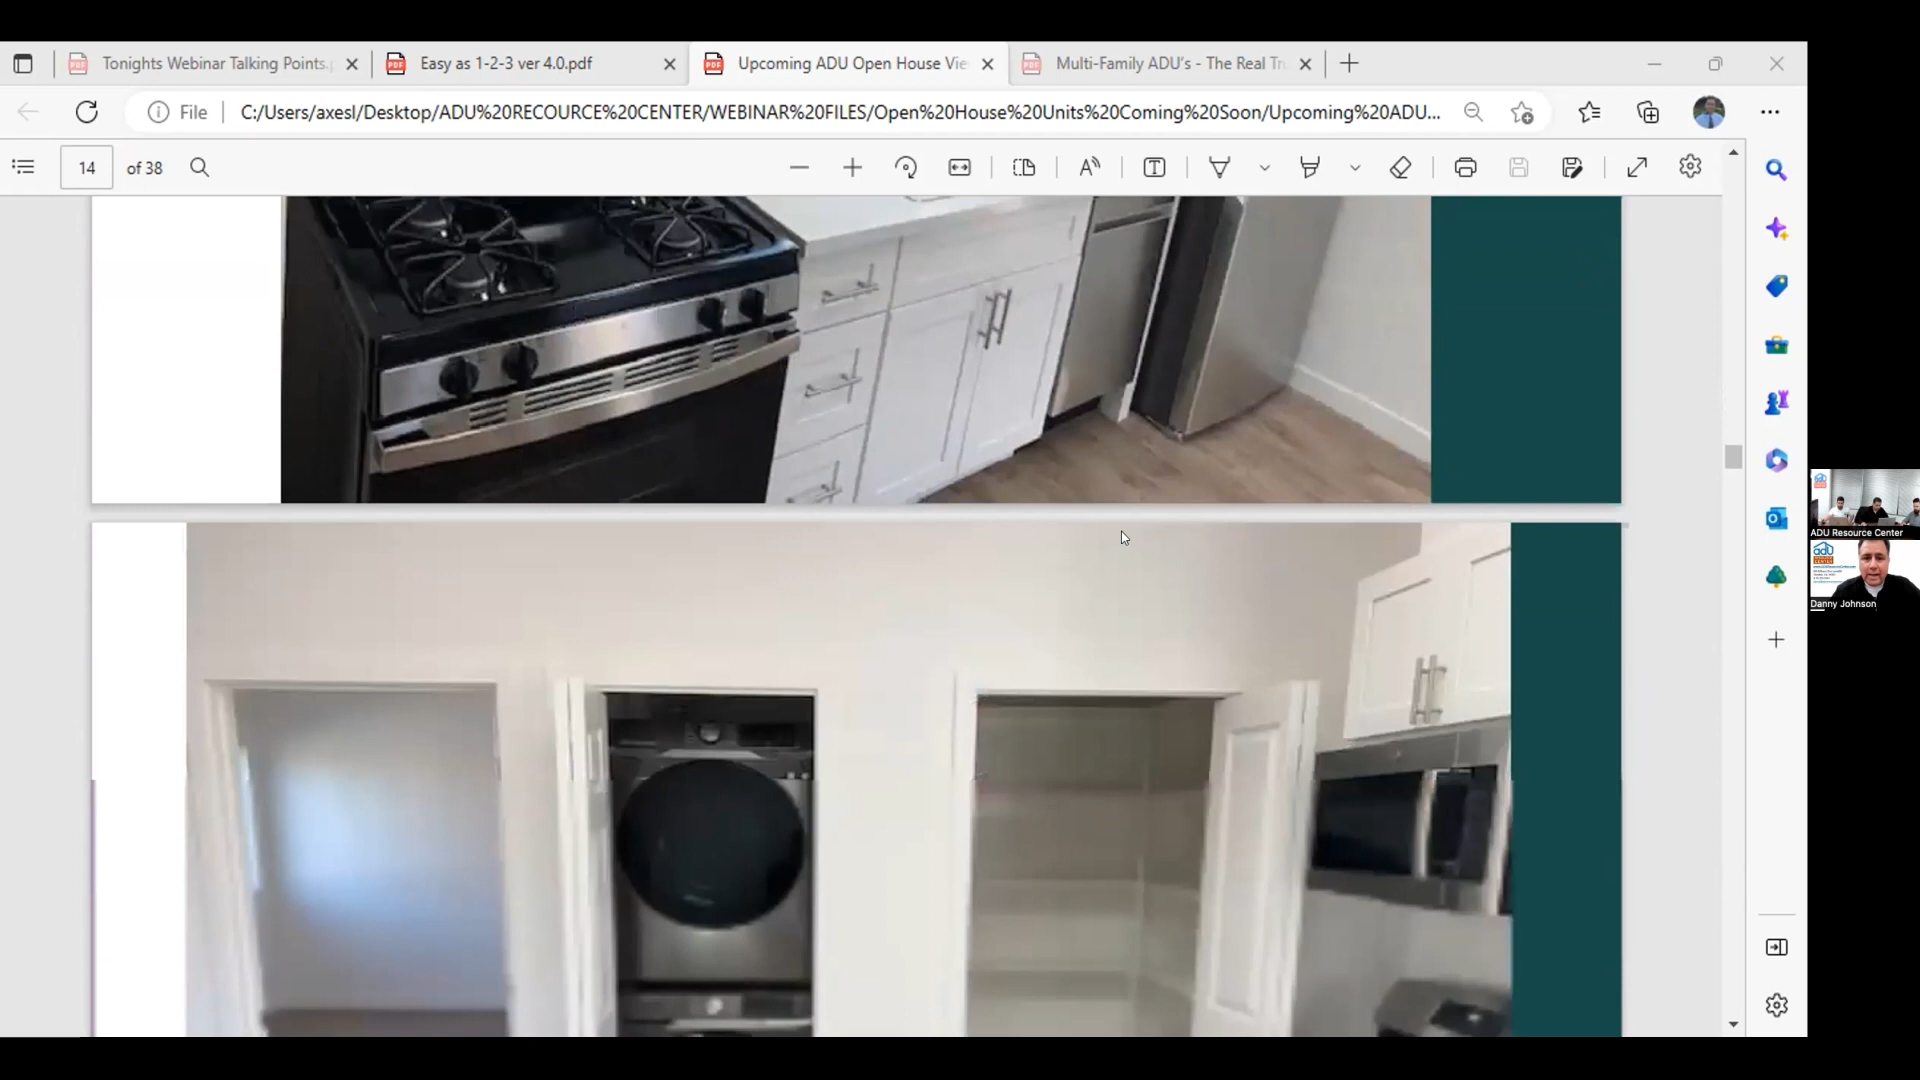 Tonights Webinar Talking Points.p
Easy as 1-2-3 ver 4.0.pdf
Upcoming ADU Open House Vie
Multi-Family ADU's - The Real Tru
File
C:/Users/axesl/Desktop/ADU%20RECOURCE%20CENTER/WEBINAR%20FILES/Open%20House%20Units%20Coming%20Soon/Upcoming%20ADU...
14 of 38
ADU Resource Center
adu
Danny Johnson